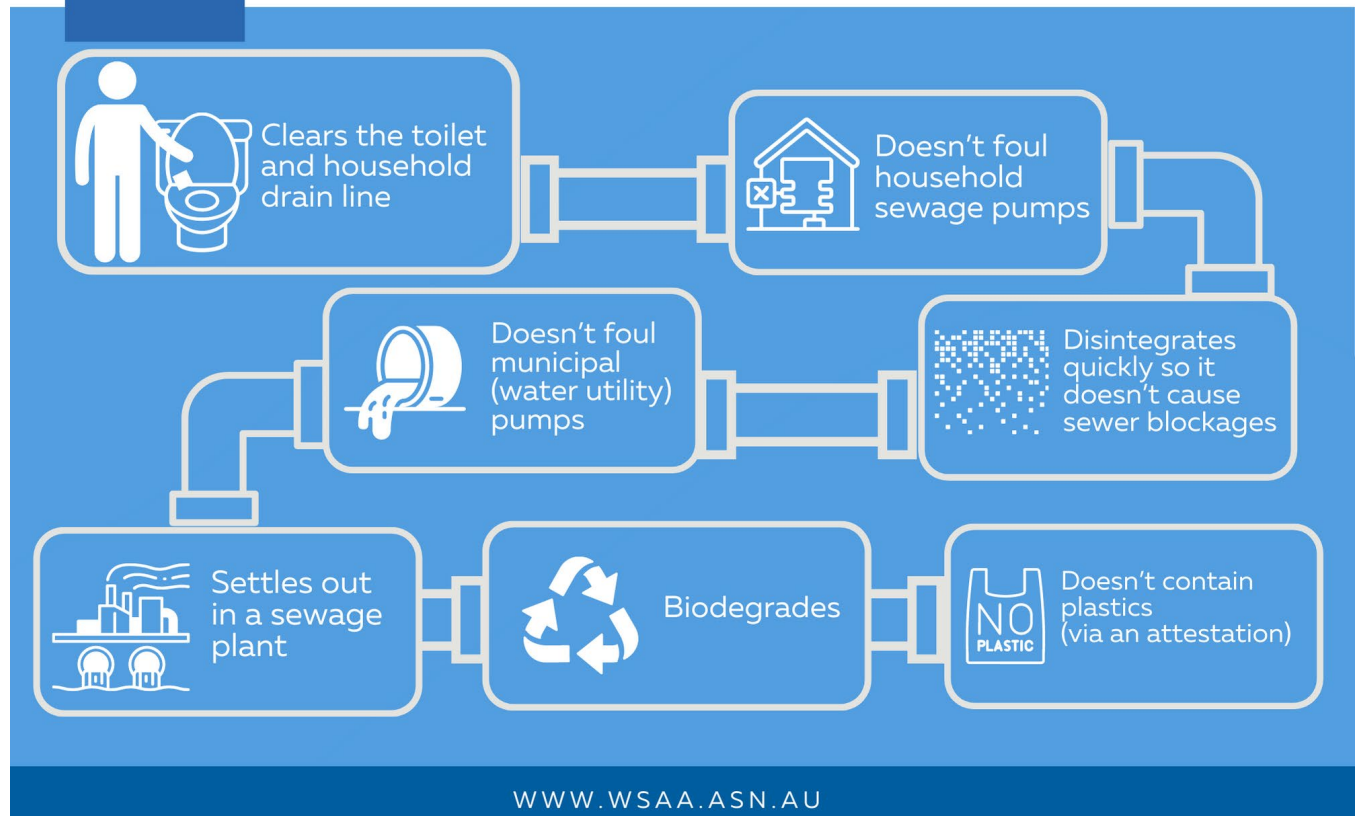 Clears the toilet
and household
drain line
Doesn't foul
household
sewage pumps
Disintegrates
quickly so it
doesn't cause
sewer blockages
Doesn't foul
municipal
(water utility)
pumps
Settles out
in a sewage
plant
Biodegrades
NO
PLASTIC
Doesn't contain
plastics
(via an attestation)
WWW.WSAA.ASN.AU